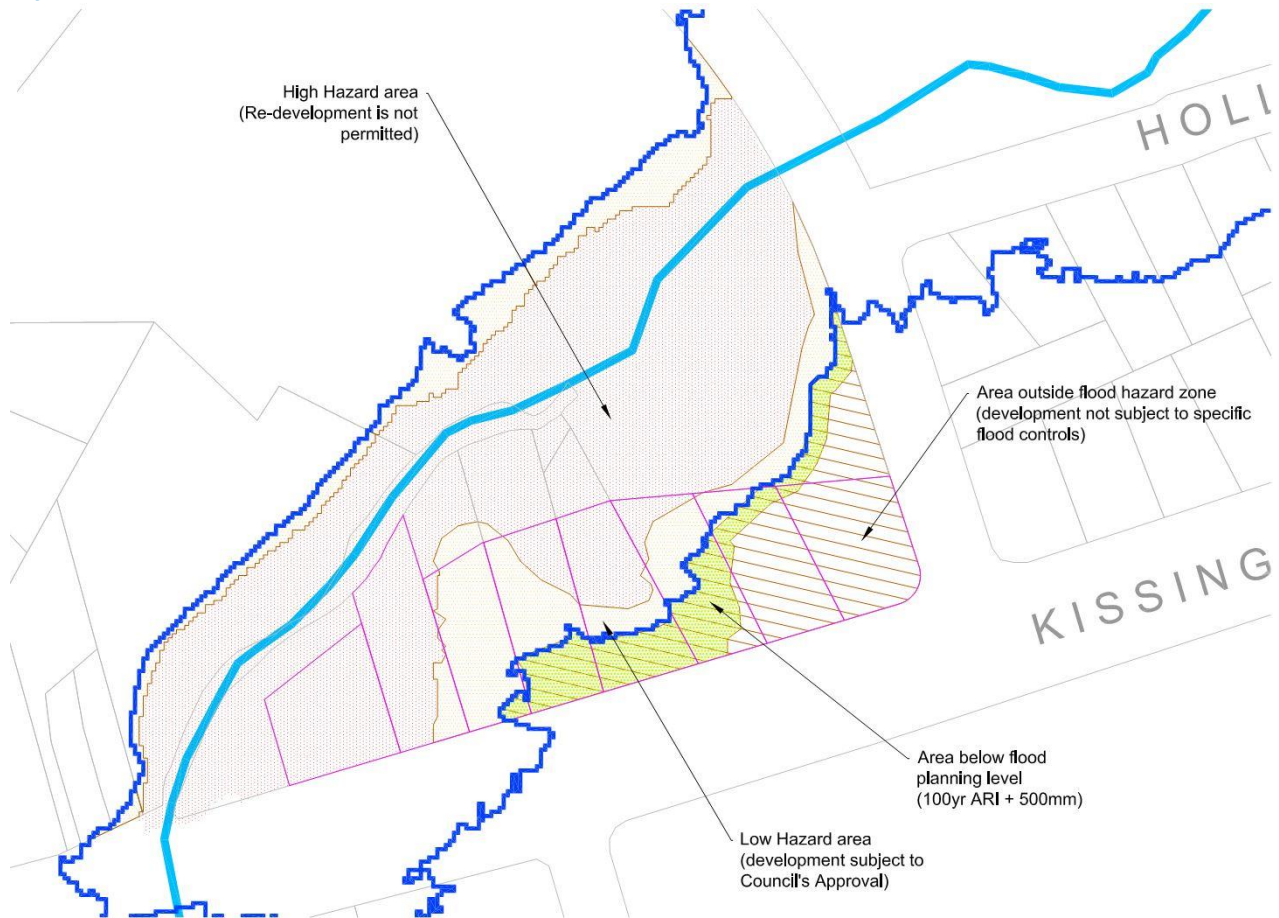 High Hazard area
(Re-development is not
permitted)
HOLL
Area outside flood hazard zone
(development not subject to specific
flood controls)
KISSING
Area below flood
planning level
(100yr ARI + 500mm)
Low Hazard area
(development subject to
Council's Approval)